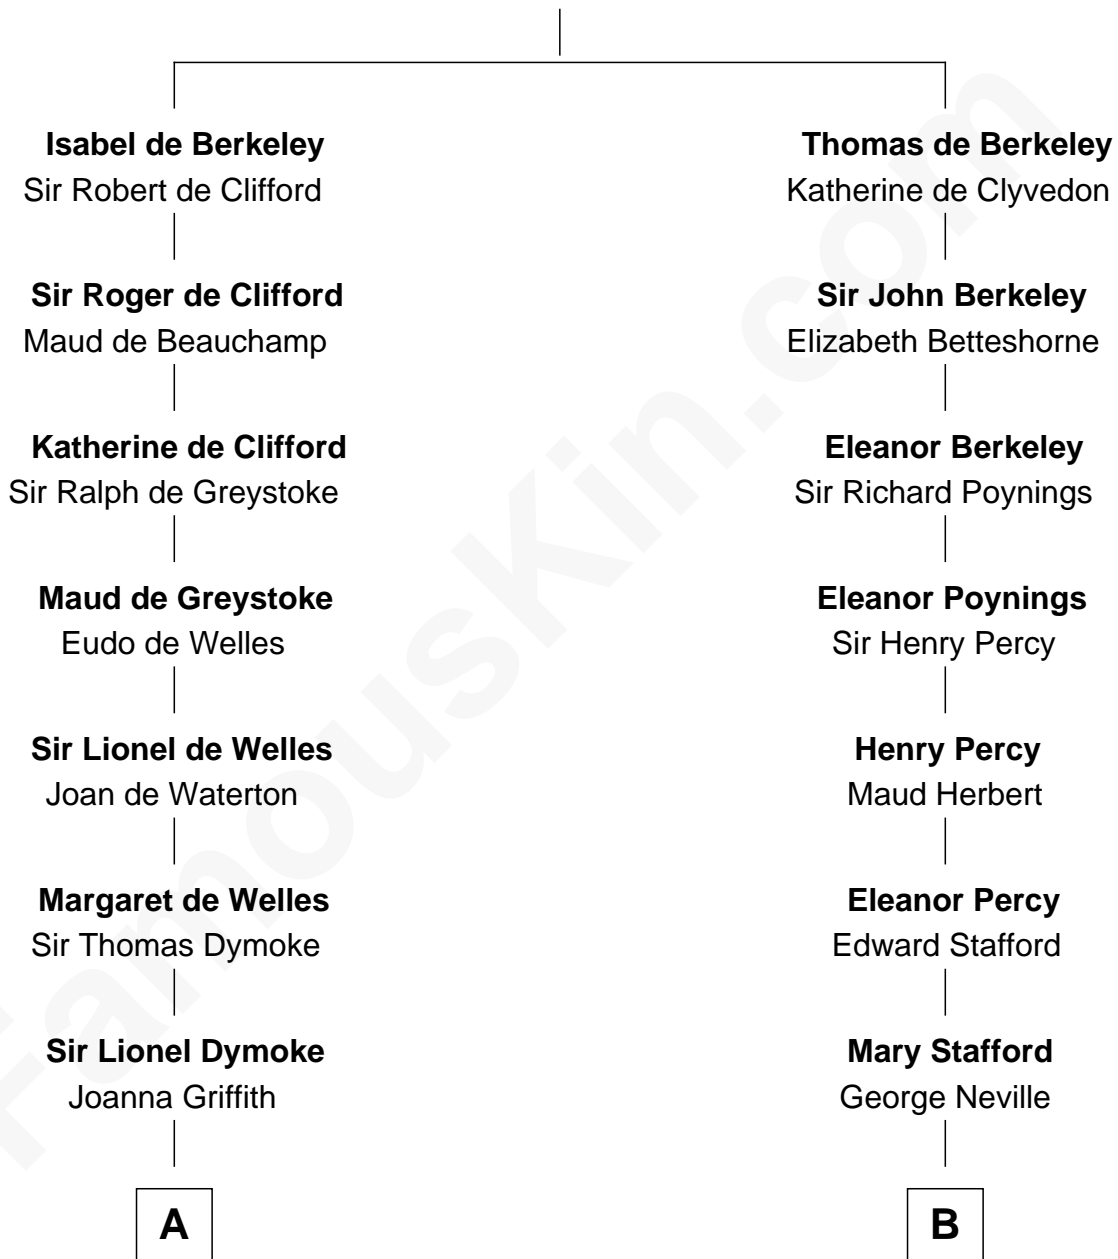 Isabel de Berkeley
Sir Robert de Clifford
Sir Roger de Clifford
Maud de Beauchamp
Katherine de Clifford
Sir Ralph de Greystoke
Maud de Greystoke
Eudo de Welles
Sir Lionel de Welles
Joan de Waterton
Margaret de Welles
Sir Thomas Dymoke
Sir Lionel Dymoke
Joanna Griffith
A
Thomas de Berkeley
Katherine de Clyvedon
Sir John Berkeley
Elizabeth Betteshorne
Eleanor Berkeley
Sir Richard Poynings
Eleanor Poynings
Sir Henry Percy
Henry Percy
Maud Herbert
Eleanor Percy
Edward Stafford
Mary Stafford
George Neville
B
FamousKin.com